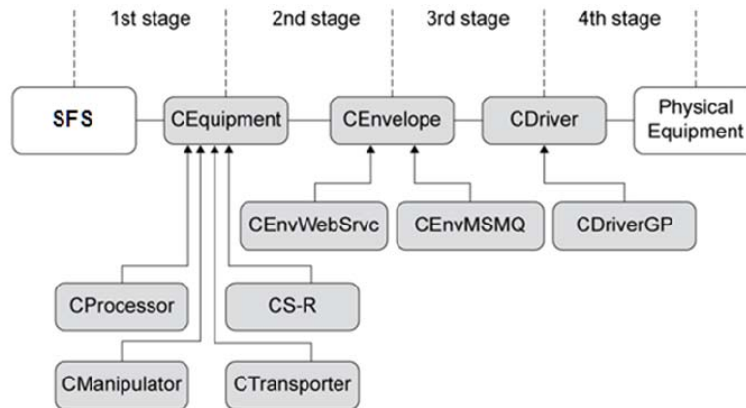 1st stage 2nd stage 3rd stage 4th stage
SFS CEquipment CEnvelope CDriver Physical
Equipment
CEnvWebSrvc CEnvMSMQ CDriverGP
CProcessor CS-R
CManipulator CTransporter